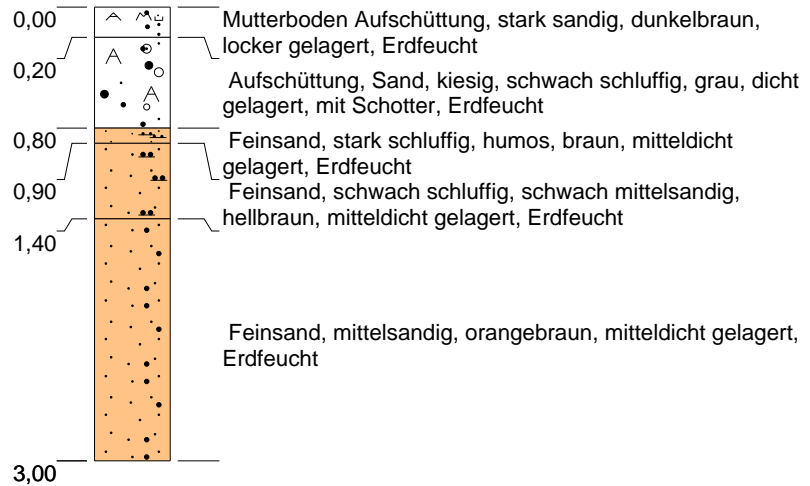 0,00
Mutterboden Aufschüttung, stark sandig, dunkelbraun,
locker gelagert, Erdfeucht
0,20
Aufschüttung, Sand, kiesig, schwach schluffig, grau, dicht
gelagert, mit Schotter, Erdfeucht
0,80
Feinsand, stark schluffig, humos, braun, mitteldicht
gelagert, Erdfeucht
0,90
Feinsand, schwach schluffig, schwach mittelsandig,
hellbraun, mitteldicht gelagert, Erdfeucht
1,40
Feinsand, mittelsandig, orangebraun, mitteldicht gelagert,
Erdfeucht
3,00